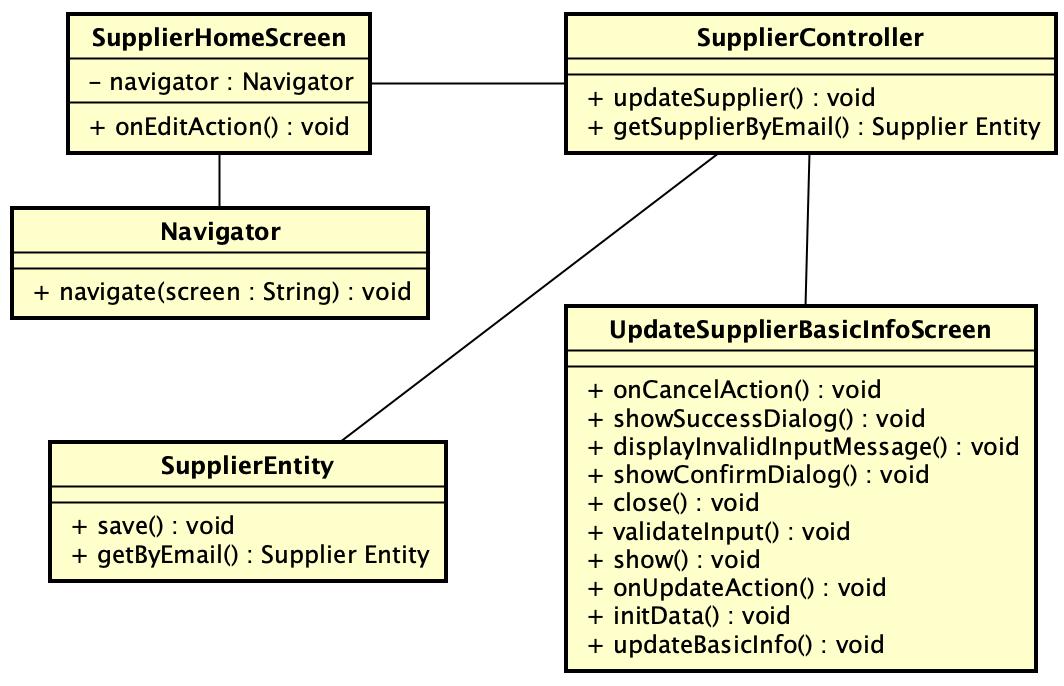 SupplierHomeScreen
– navigator : Navigator
+ onEditAction() : void
SupplierController
+ updateSupplier() : void
+ getSupplierByEmail() : Supplier Entity
Navigator
+ navigate(screen : String) : void
SupplierEntity
+ save() : void
+ getByEmail() : Supplier Entity
UpdateSupplierBasicInfoScreen
+ onCancelAction() : void
+ showSuccessDialog() : void
+ displayInvalidInputMessage() : void
+ showConfirmDialog() : void
+ close() : void
+ validateInput() : void
+ show() : void
+ onUpdateAction() : void
+ initData() : void
+ updateBasicInfo() : void